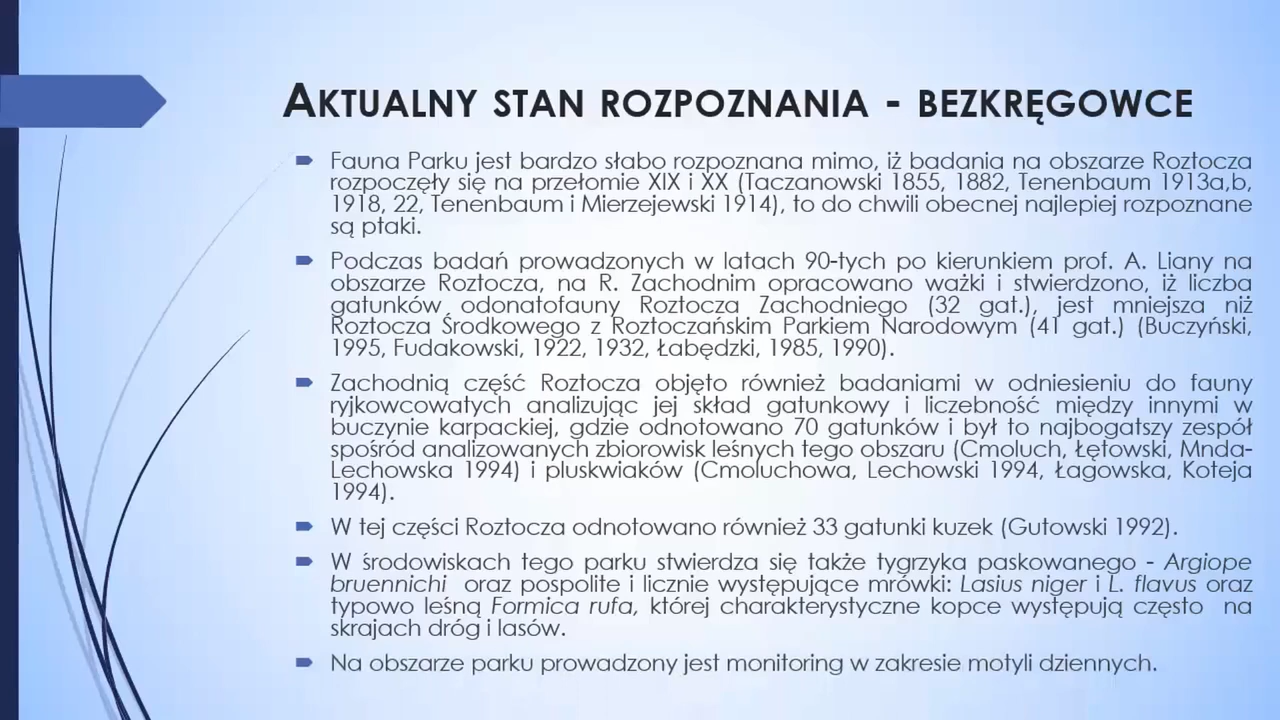 AKTUALNY STAN ROZPOZNANIA - BEZKRĘGOWCE
Fauna Parku jest bardzo słabo rozpoznana mimo, iż badania na obszarze Roztocza
rozpoczęły się na przełomie XIX i XX (Taczanowski 1855, 1882, Tenenbaum 1913a,b,
1918, 22, Tenenbaum i Mierzejewski 1914), to do chwili obecnej najlepiej rozpoznane
są ptaki.
Podczas badań prowadzonych w latach 90-tych po kierunkiem prof. A. Liany na
obszarze Roztocza, na R. Zachodnim opracowano ważki i stwierdzono, iż liczba
gatunków odonatofauny Roztocza Zachodniego (32 gat.), jest mniejsza niż
Roztocza Środkowego z Roztoczańskim Parkiem Narodowym (41 gat.) (Buczyński,
1995, Fudakowski, 1922, 1932, Łabędzki, 1985, 1990).
Zachodnią część Roztocza objęto również badaniami w odniesieniu do fauny
ryjkowcowatych analizując jej skład gatunkowy i liczebność między innymi w
buczynie karpackiej, gdzie odnotowano 70 gatunków i był to najbogatszy zespół
spośród analizowanych zbiorowisk leśnych tego obszaru (Cmoluch, Łętowski, Mnda-
Lechowska 1994) i pluskwiaków (Cmoluchowa, Lechowski 1994, Łagowska, Koteja
1994).
W tej części Roztocza odnotowano również 33 gatunki kuzek (Gutowski 1992).
W środowiskach tego parku stwierdza się także tygrzyka paskowanego - Argiope
bruennichi oraz pospolite i licznie występujące mrówki: Lasius niger i L. flavus oraz
typowo leśną Formica rufa, której charakterystyczne kopce występują często na
skrajach dróg i lasów.
Na obszarze parku prowadzony jest monitoring w zakresie motyli dziennych.